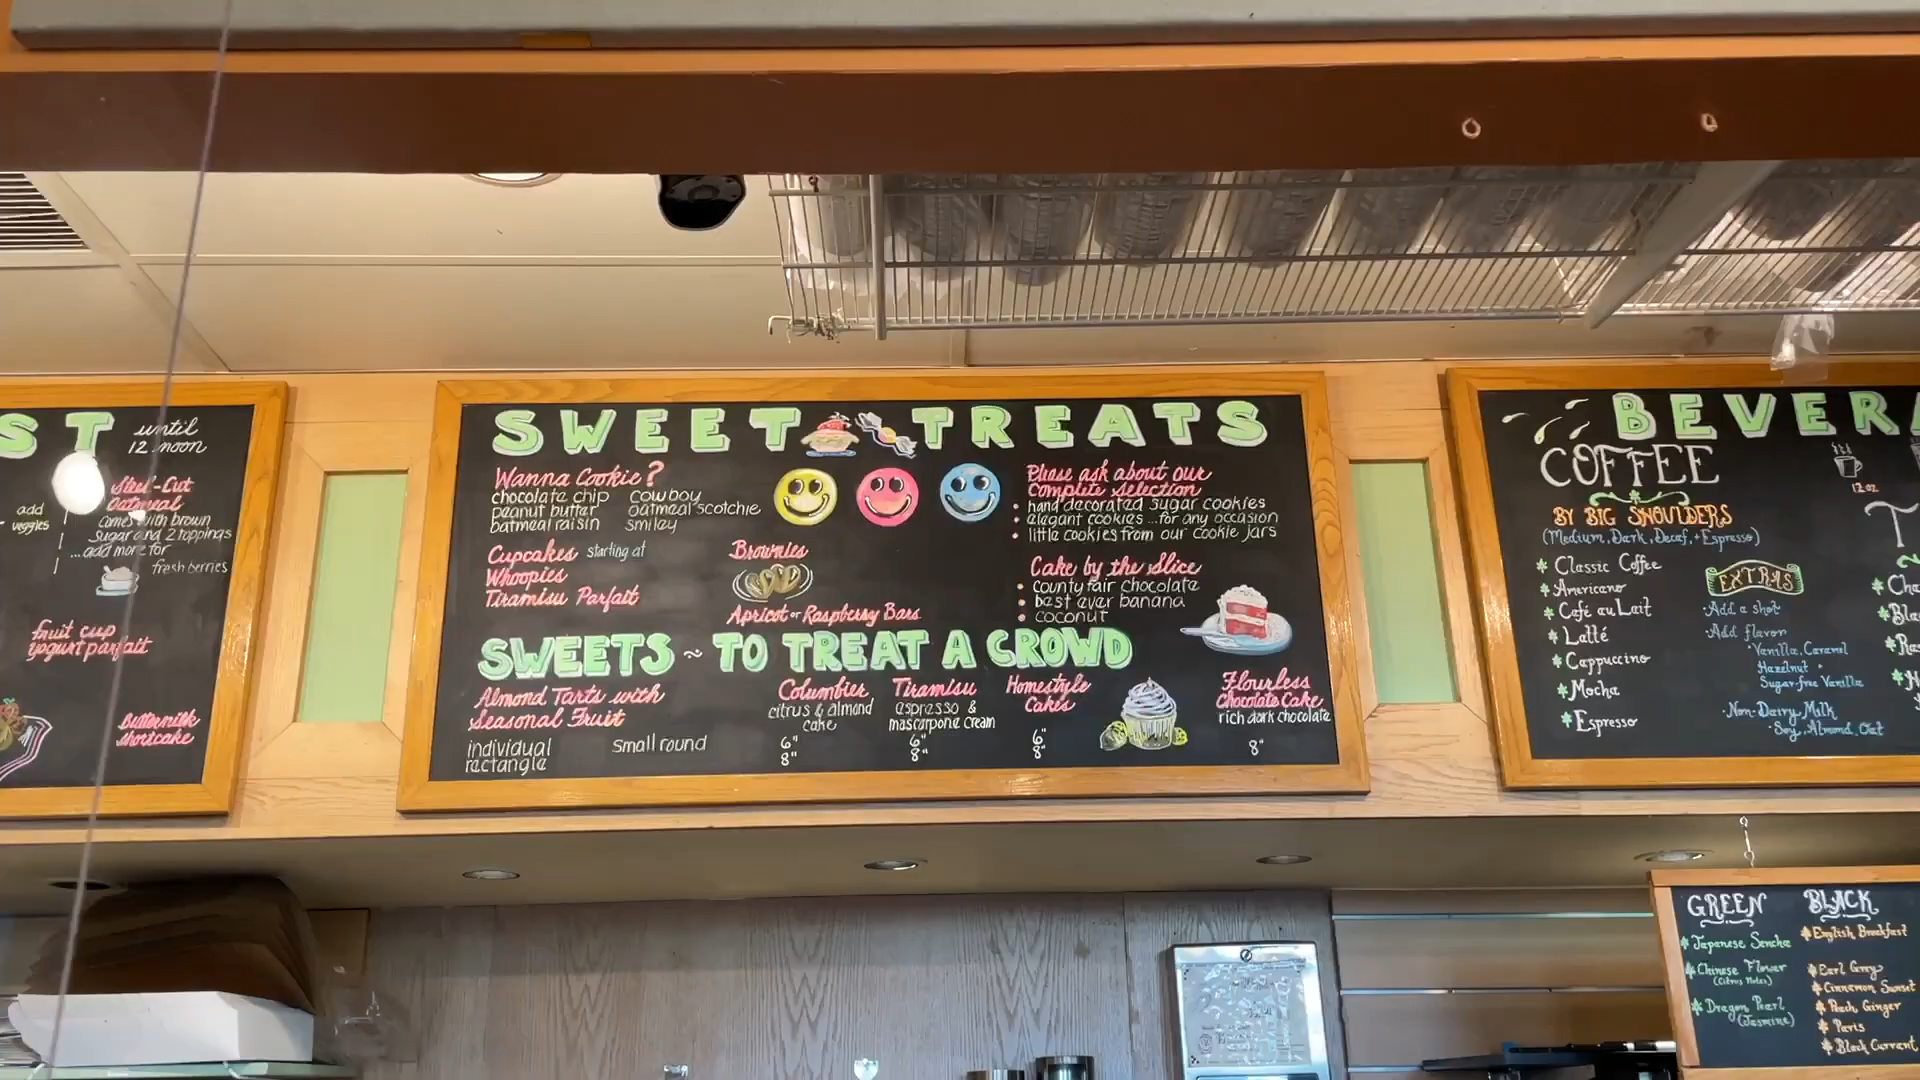 ST until
12 noon
Steel-Cut
Oatmeal
comes with brown
sugar and 2 toppings
...add more for
fresh berries
add
veggies
fruit cup
yogurt parfait
Buttermilk
shortcake
SWEET TREATS
Wanna Cookie?
chocolate chip cowboy
peanut butter oatmeal scotchie
oatmeal raisin smiley
Cupcakes starting at
Whoopies
Tiramisu Parfait
Brownies
Apricot or Raspberry Bars
Please ask about our
Complete selection
• hand decorated sugar cookies
• elegant cookies ...for any occasion
• little cookies from our cookie jars
Cake by the Slice
• county fair chocolate
• best ever banana
• coconut
SWEETS ~ TO TREAT A CROWD
Almond Tarts with
Seasonal Fruit
individual
rectangle
small round
Columbier
citrus & almond
cake
6"
8"
Tiramisu
espresso &
mascarpone cream
6"
8"
Homestyle
Cakes
6"
8"
Flourless
Chocolate Cake
rich dark chocolate
8"
BEVERA
COFFEE
BY BIG SHOULDERS
(Medium, Dark, Decaf, + Espresso)
Classic Coffee
Americano
Café au Lait
Latté
Cappuccino
Mocha
Espresso
12 oz
EXTRAS
• Add a shot
• Add flavor
• Vanilla, Caramel
Hazelnut •
Sugar-free Vanilla
• Non-Dairy Milk
• Soy, Almond, Oat
T
Cha
Bla
GREEN
Japanese Sencha
Chinese Flower
(Citrus Notes)
Dragon Pearl
(Jasmine)
BLACK
English Breakfast
Earl Grey
Cinnamon Sunset
Peach Ginger
Paris
Black Currant